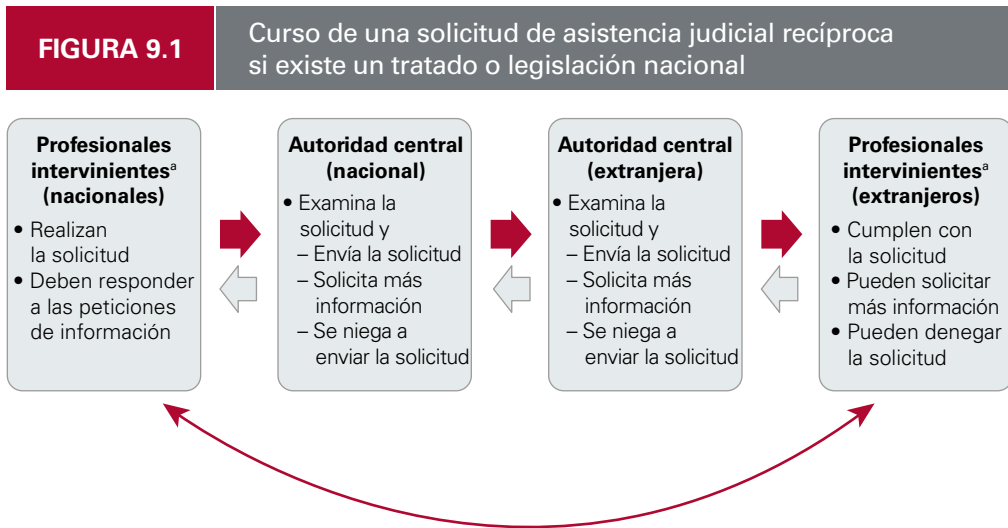 FIGURA 9.1
Curso de una solicitud de asistencia judicial recíproca
si existe un tratado o legislación nacional
Profesionales
intervinientesᵃ
(nacionales)
• Realizan
la solicitud
• Deben responder
a las peticiones
de información
Autoridad central
(nacional)
• Examina la
solicitud y
– Envía la solicitud
– Solicita más
información
– Se niega a
enviar la solicitud
Autoridad central
(extranjera)
• Examina la
solicitud y
– Envía la solicitud
– Solicita más
información
– Se niega a
enviar la solicitud
Profesionales
intervinientesᵃ
(extranjeros)
• Cumplen con
la solicitud
• Pueden solicitar
más información
• Pueden denegar
la solicitud